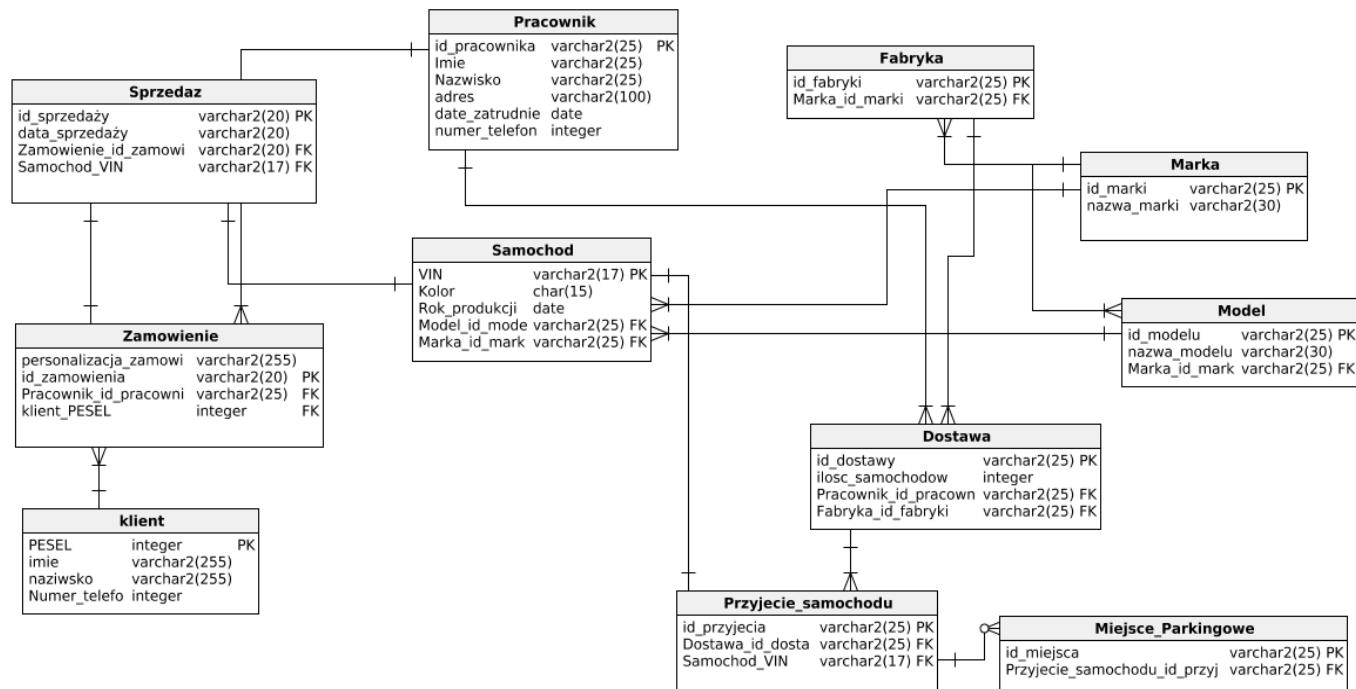 Pracownik
id_pracownika varchar2(25) PK
Imie varchar2(25)
Nazwisko varchar2(25)
adres varchar2(100)
date_zatrudnie date
numer_telefon integer
Fabryka
id_fabryki varchar2(25) PK
Marka_id_marki varchar2(25) FK
Sprzedaz
id_sprzedaży varchar2(20) PK
data_sprzedaży varchar2(20)
Zamowienie_id_zamowi varchar2(20) FK
Samochod_VIN varchar2(17) FK
Marka
id_marki varchar2(25) PK
nazwa_marki varchar2(30)
Samochod
VIN varchar2(17) PK
Kolor char(15)
Rok_produkcji date
Model_id_mode varchar2(25) FK
Marka_id_mark varchar2(25) FK
Model
id_modelu varchar2(25) PK
nazwa_modelu varchar2(30)
Marka_id_mark varchar2(25) FK
Zamowienie
personalizacja_zamowi varchar2(255)
id_zamowienia varchar2(20) PK
Pracownik_id_pracowni varchar2(25) FK
klient_PESEL integer FK
Dostawa
id_dostawy varchar2(25) PK
ilosc_samochodow integer
Pracownik_id_pracown varchar2(25) FK
Fabryka_id_fabryki varchar2(25) FK
klient
PESEL integer PK
imie varchar2(255)
naziwsko varchar2(255)
Numer_telefo integer
Przyjecie_samochodu
id_przyjecia varchar2(25) PK
Dostawa_id_dosta varchar2(25) FK
Samochod_VIN varchar2(17) FK
Miejsce_Parkingowe
id_miejsca varchar2(25) PK
Przyjecie_samochodu_id_przyj varchar2(25) FK